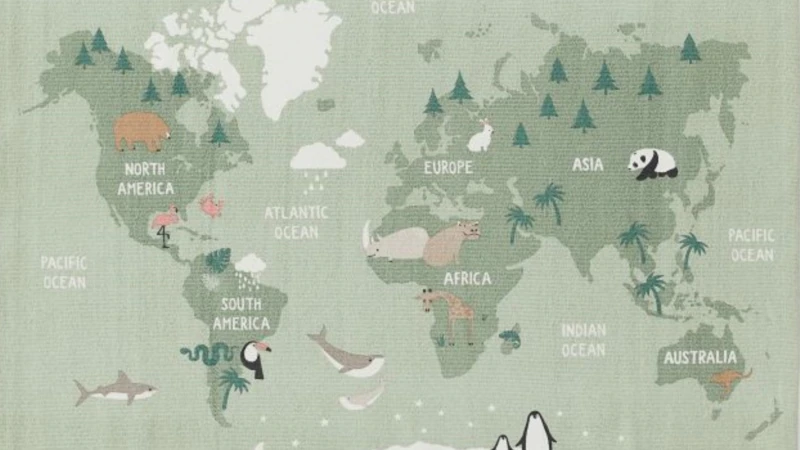 OCEAN
NORTH
AMERICA
EUROPE
ASIA
ATLANTIC
OCEAN
PACIFIC
OCEAN
PACIFIC
OCEAN
AFRICA
SOUTH
AMERICA
INDIAN
OCEAN
AUSTRALIA